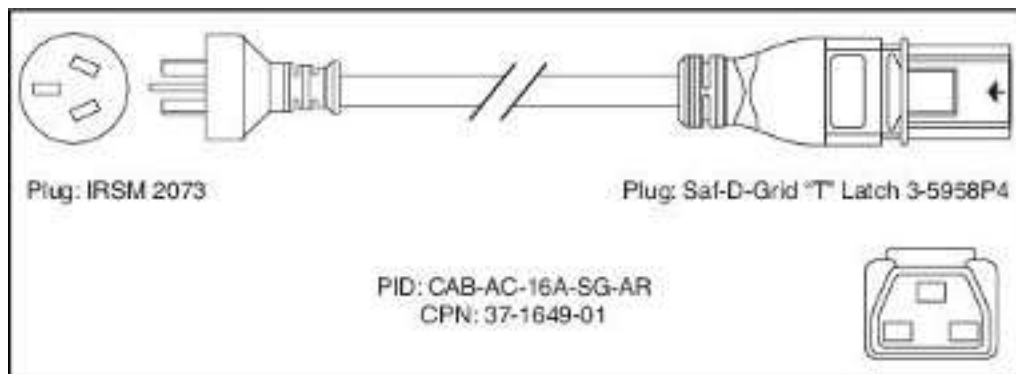 Plug: IRSM 2073
Plug: Saf-D-Grid "T" Latch 3-5958P4
PID: CAB-AC-16A-SG-AR
CPN: 37-1649-01